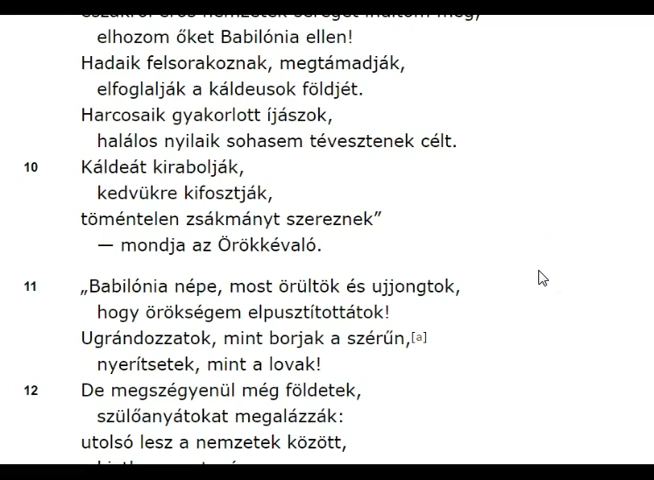 elhozom őket Babilónia ellen!
Hadaik felsorakoznak, megtámadják,
elfoglalják a káldeusok földjét.
Harcosaik gyakorlott íjászok,
halálos nyilaik sohasem tévesztenek célt.
10 Káldeát kirabolják,
kedvükre kifosztják,
töméntelen zsákmányt szereznek”
— mondja az Örökkévaló.
11 „Babilónia népe, most örültök és ujjongtok,
hogy örökségem elpusztítottátok!
Ugrándozzatok, mint borjak a szérűn,[a]
nyerítsetek, mint a lovak!
12 De megszégyenül még földetek,
szülőanyátokat megalázzák:
utolsó lesz a nemzetek között,